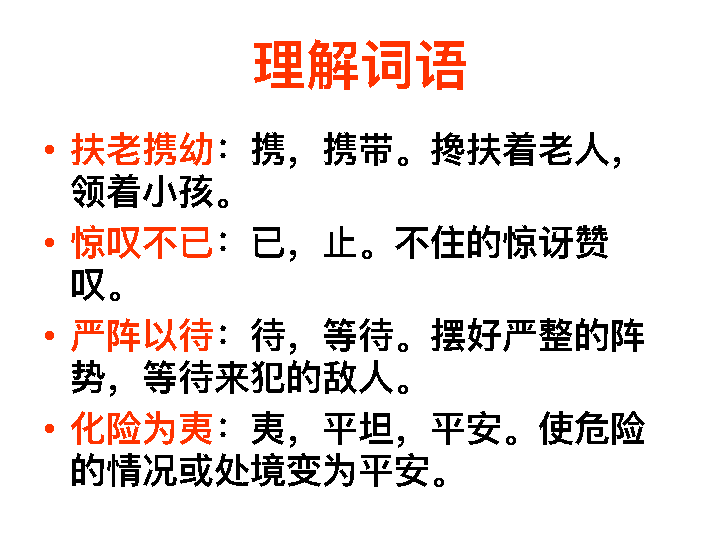 理解词语
• 扶老携幼：携，携带。搀扶着老人，
领着小孩。
• 惊叹不已：已，止。不住的惊讶赞
叹。
• 严阵以待：待，等待。摆好严整的阵
势，等待来犯的敌人。
• 化险为夷：夷，平坦，平安。使危险
的情况或处境变为平安。